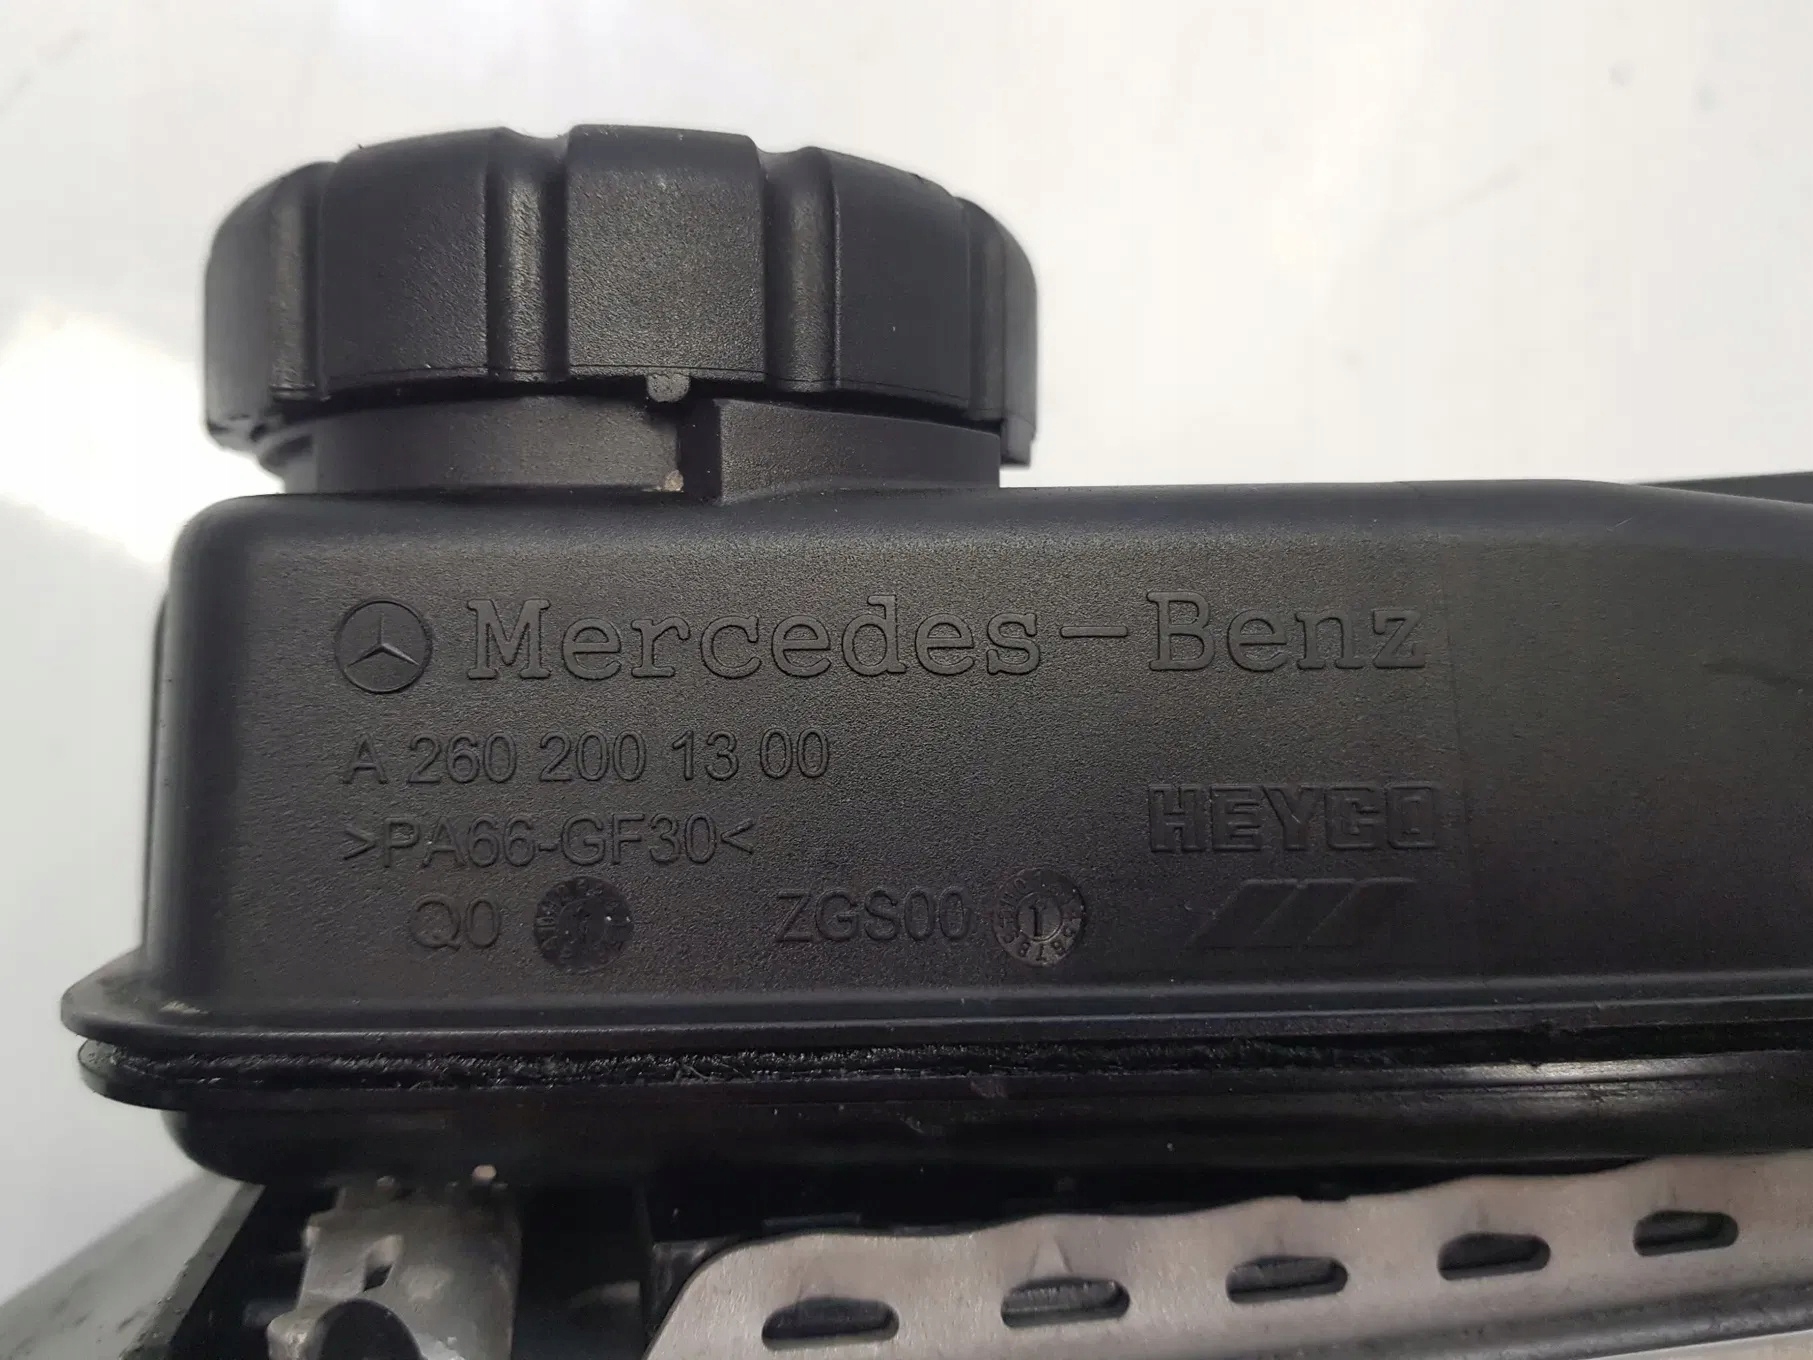 Mercedes-Benz
A 260 200 13 00
HEYCO
>PA66-GF30<
Q0 ZGS00